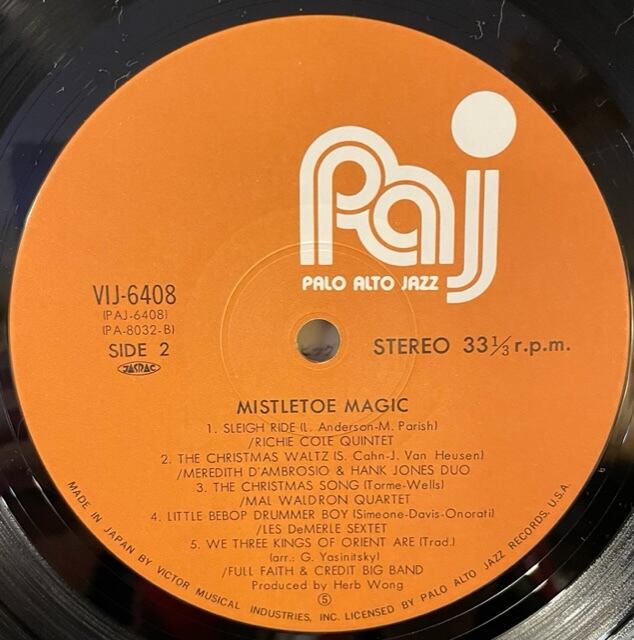 Paj
PALO ALTO JAZZ
VIJ-6408
(PAJ-6408)
(PA-8032-B)
SIDE 2
JASRAC
STEREO 33 1/3 r.p.m.
MISTLETOE MAGIC
1. SLEIGH RIDE (L. Anderson-M. Parish)
/RICHIE COLE QUINTET
2. THE CHRISTMAS WALTZ (S. Cahn-J. Van Heusen)
/MEREDITH D'AMBROSIO & HANK JONES DUO
3. THE CHRISTMAS SONG (Torme-Wells)
/MAL WALDRON QUARTET
4. LITTLE BEBOP DRUMMER BOY (Simeone-Davis-Onorati)
/LES DeMERLE SEXTET
5. WE THREE KINGS OF ORIENT ARE (Trad.)
(arr.: G. Yasinitsky)
/FULL FAITH & CREDIT BIG BAND
Produced by Herb Wong
⑤
MADE IN JAPAN BY VICTOR MUSICAL INDUSTRIES, INC. LICENSED BY PALO ALTO JAZZ RECORDS, U.S.A.